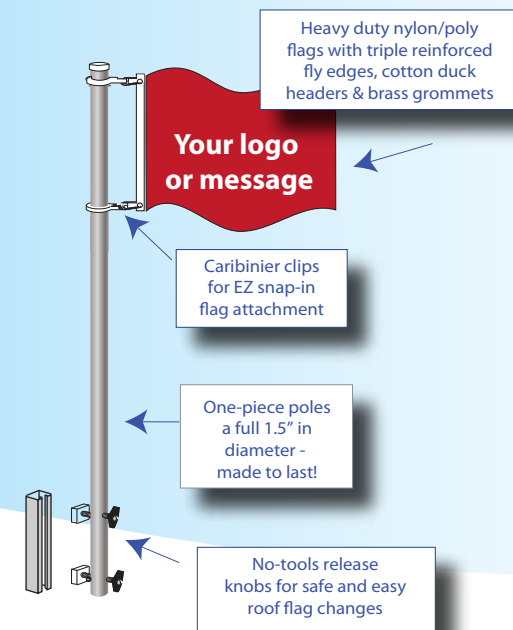 Heavy duty nylon/poly
flags with triple reinforced
fly edges, cotton duck
headers & brass grommets
Your logo
or message
Caribinier clips
for EZ snap-in
flag attachment
One-piece poles
a full 1.5” in
diameter -
made to last!
No-tools release
knobs for safe and easy
roof flag changes